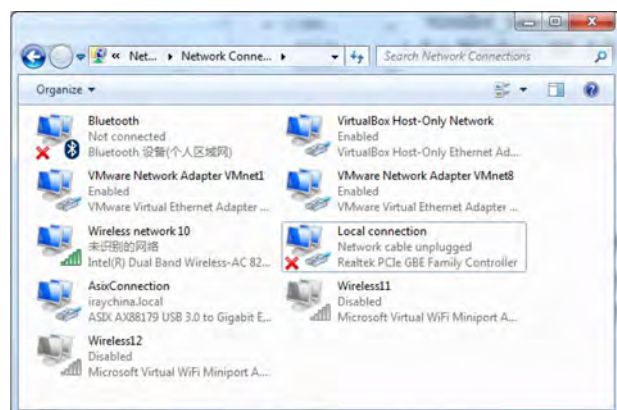 « Net... ▸ Network Conne... ▸
Search Network Connections
Organize
Bluetooth
Not connected
Bluetooth 设备(个人区域网)
VirtualBox Host-Only Network
Enabled
VirtualBox Host-Only Ethernet Ad...
VMware Network Adapter VMnet1
Enabled
VMware Virtual Ethernet Adapter ...
VMware Network Adapter VMnet8
Enabled
VMware Virtual Ethernet Adapter ...
Wireless network 10
未识别的网络
Intel(R) Dual Band Wireless-AC 82...
Local connection
Network cable unplugged
Realtek PCIe GBE Family Controller
AsixConnection
iraychina.local
ASIX AX88179 USB 3.0 to Gigabit E...
Wireless11
Disabled
Microsoft Virtual WiFi Miniport A...
Wireless12
Disabled
Microsoft Virtual WiFi Miniport A...